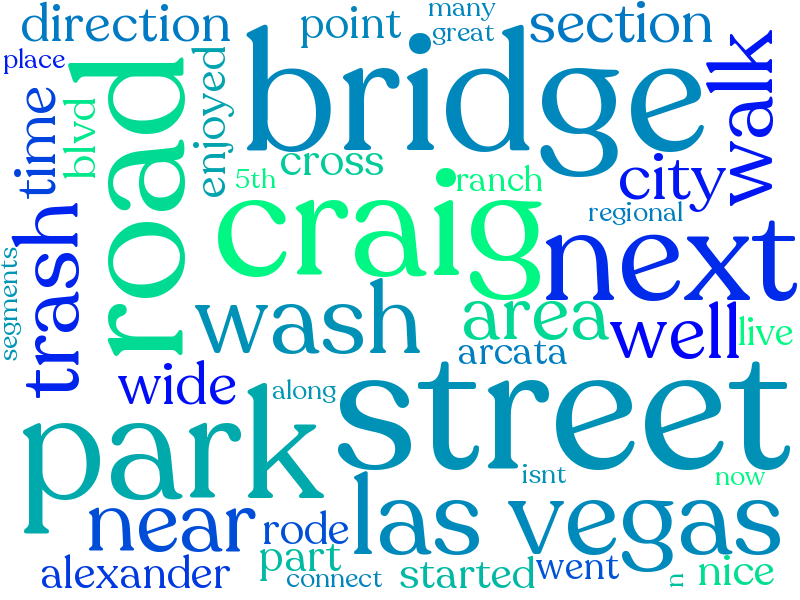 direction
point
many
great
section
place
road
blvd
time
enjoyed
bridge
walk
cross
5th
ranch
city
craig
regional
next
trash
segments
wash
area
well
live
arcata
wide
along
street
park
isnt
now
las vegas
near
rode
part
alexander
connect
started
went
n
nice